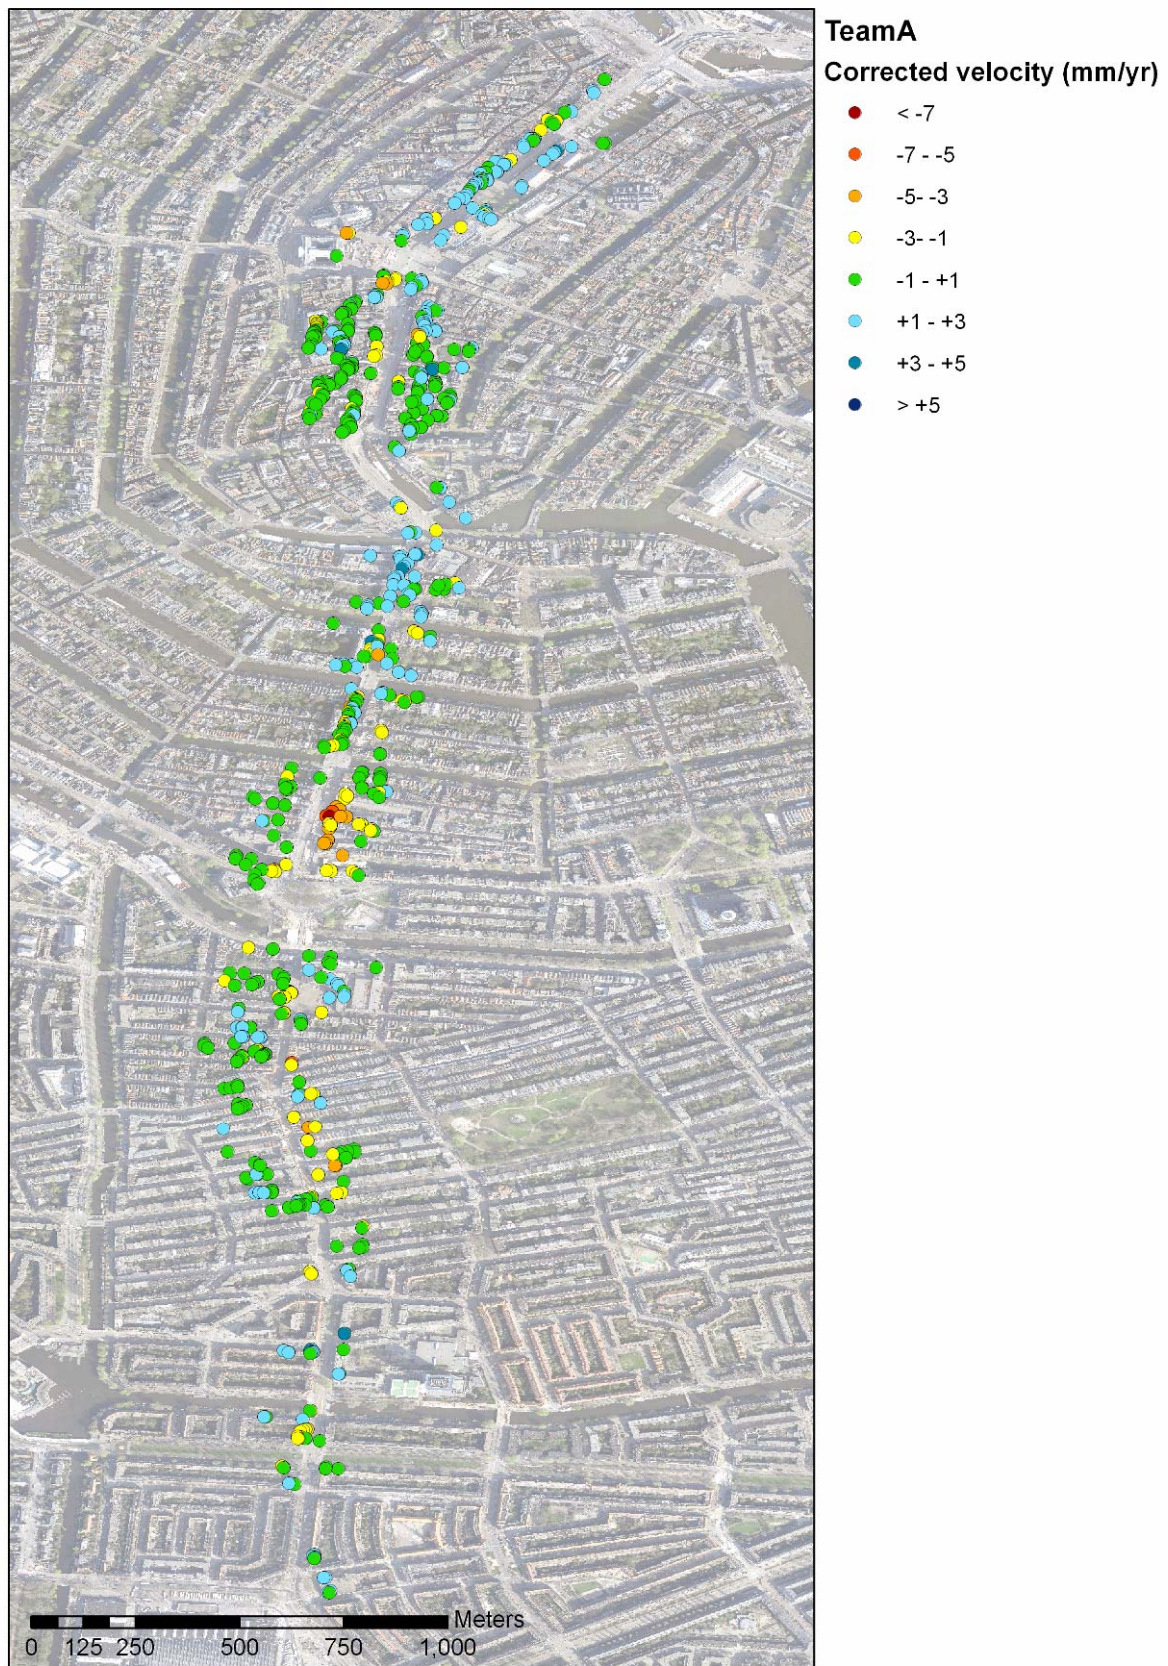 TeamA
Corrected velocity (mm/yr)
< -7
-7 - -5
-5- -3
-3- -1
-1 - +1
+1 - +3
+3 - +5
> +5
Meters
0 125 250 500 750 1,000